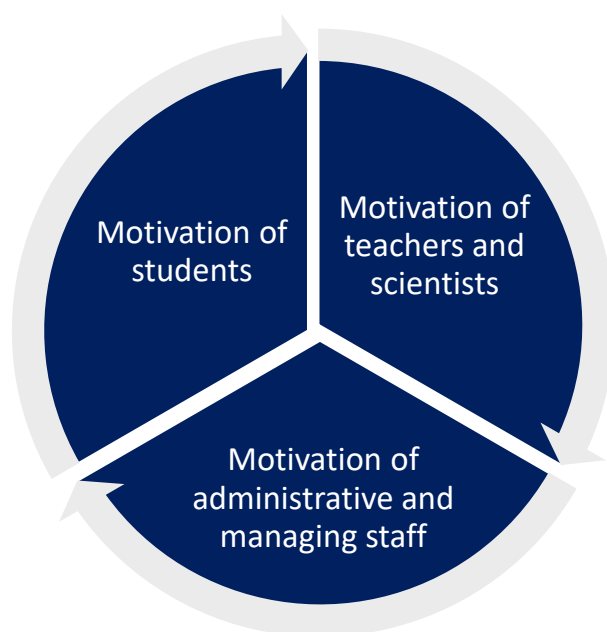 Motivation of
students
Motivation of
teachers and
scientists
Motivation of
administrative and
managing staff